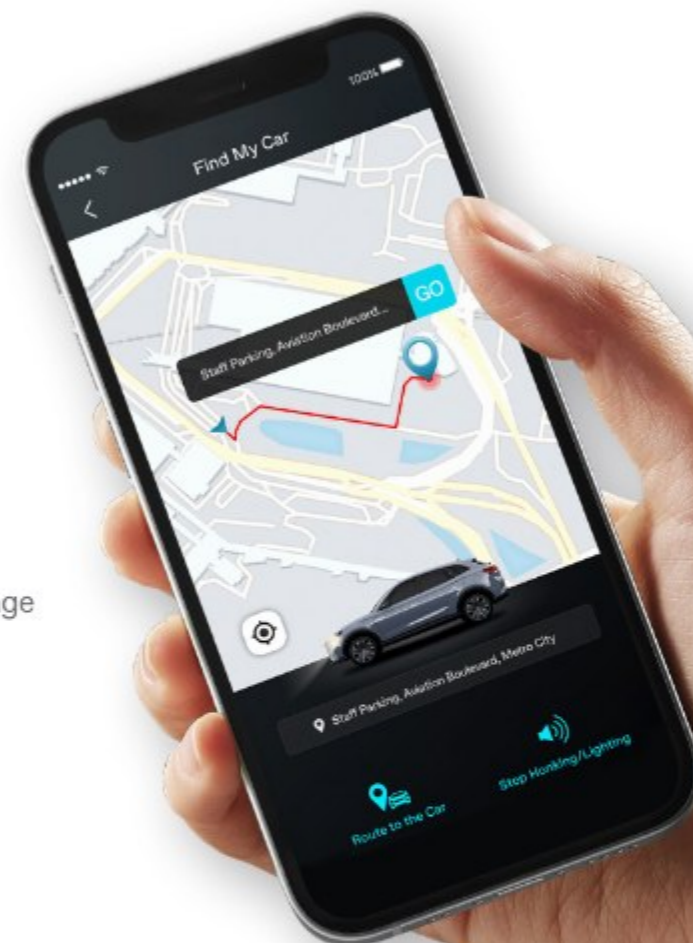 100%
Find My Car
Staff Parking, Aviation Boulevard...
GO
Staff Parking, Aviation Boulevard, Metro City
Route to the Car
Stop Honking/Lighting